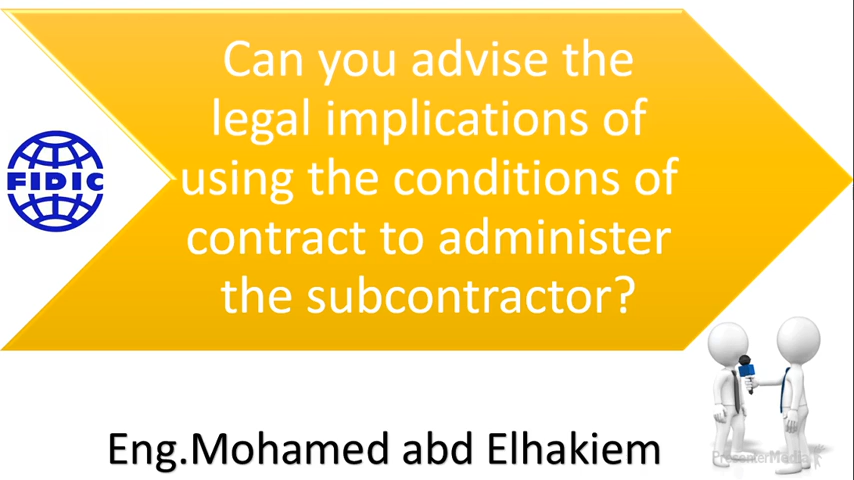 Can you advise the
legal implications of
using the conditions of
contract to administer
the subcontractor?
FIDIC
Eng.Mohamed abd Elhakiem
PresenterMedia